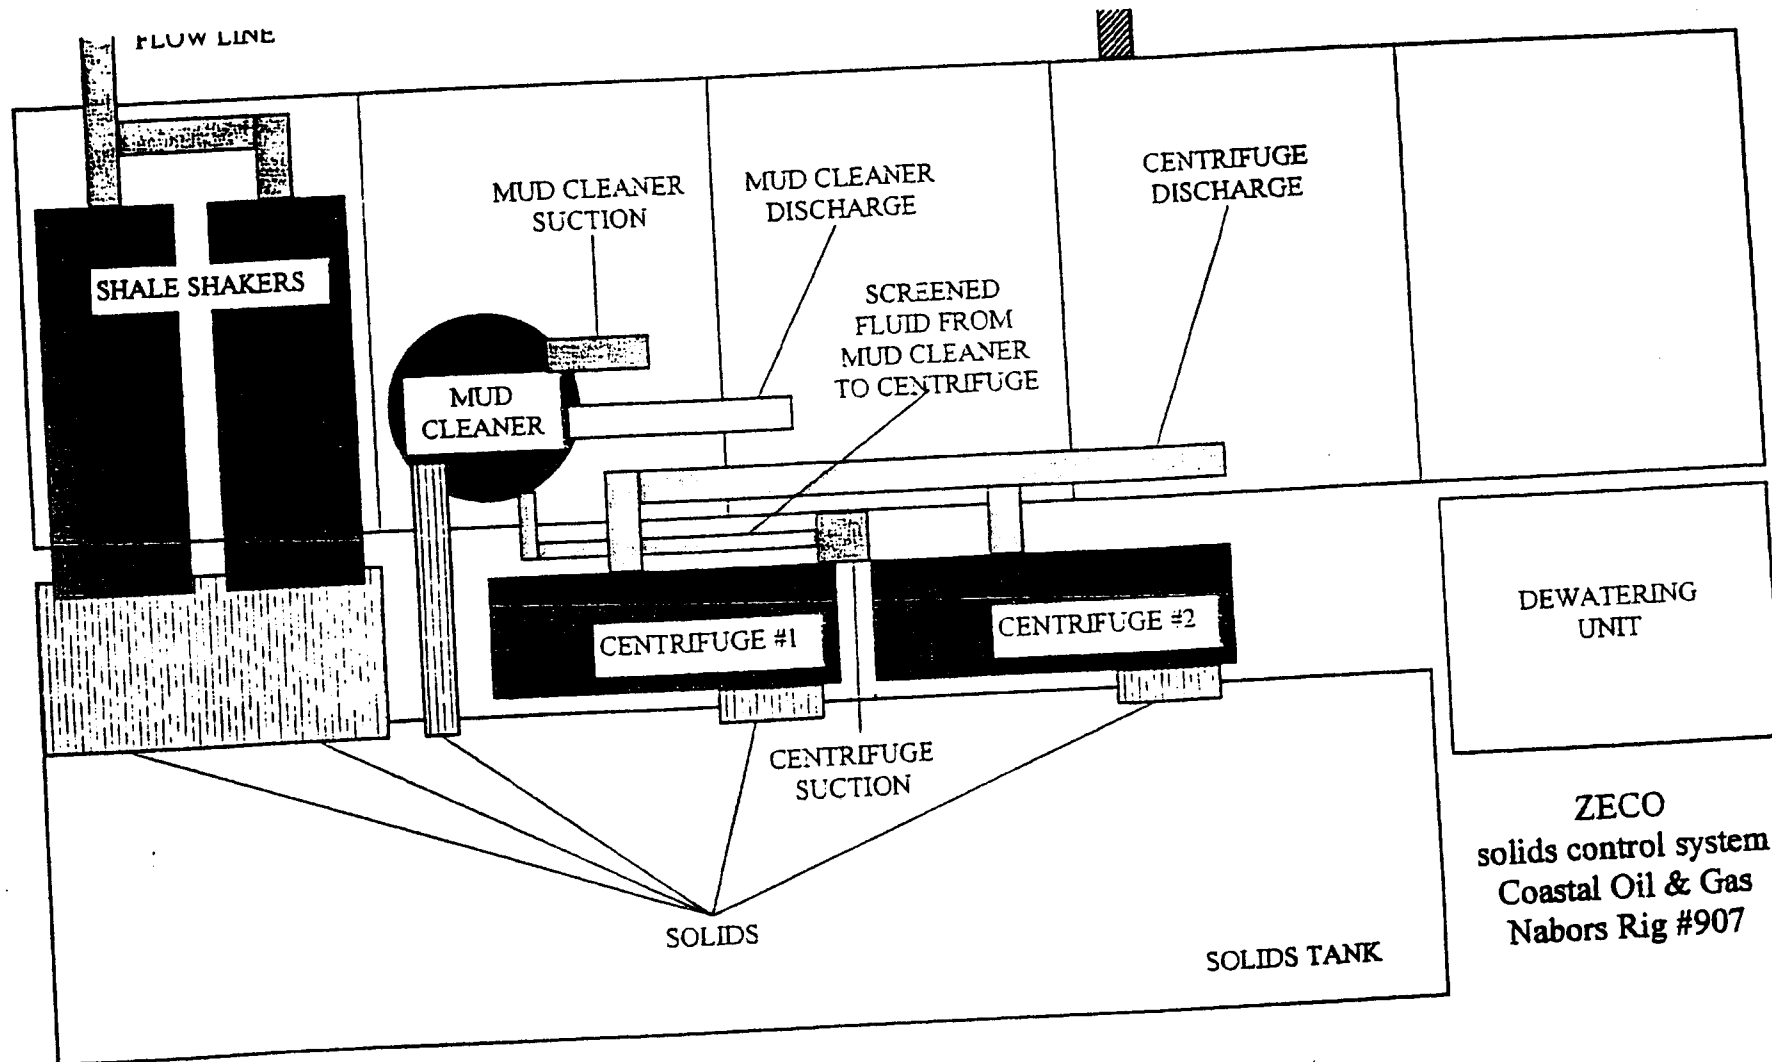 FLOW LINE
SHALE SHAKERS
MUD CLEANER
SUCTION
MUD CLEANER
DISCHARGE
CENTRIFUGE
DISCHARGE
SCREENED
FLUID FROM
MUD CLEANER
TO CENTRIFUGE
MUD
CLEANER
CENTRIFUGE #1
CENTRIFUGE #2
DEWATERING
UNIT
CENTRIFUGE
SUCTION
SOLIDS
SOLIDS TANK
ZECO
solids control system
Coastal Oil & Gas
Nabors Rig #907